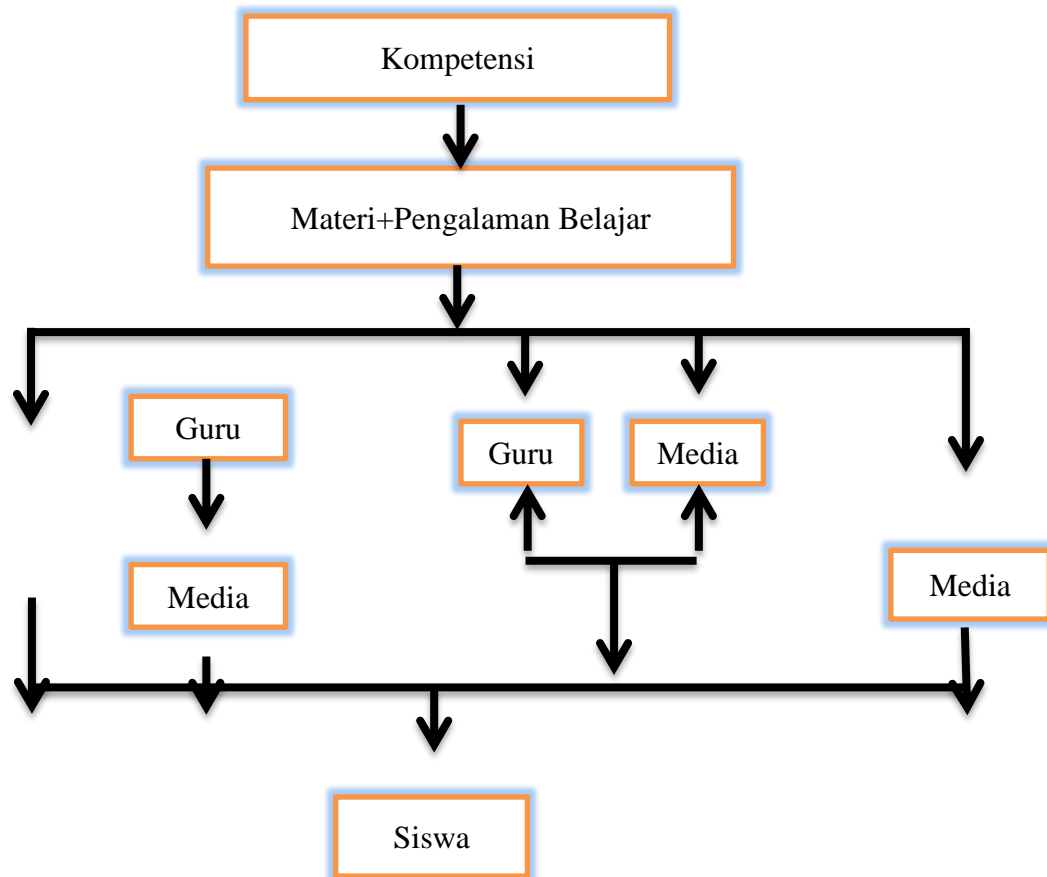 Kompetensi
Materi+Pengalaman Belajar
Guru
Guru
Media
Media
Media
Siswa